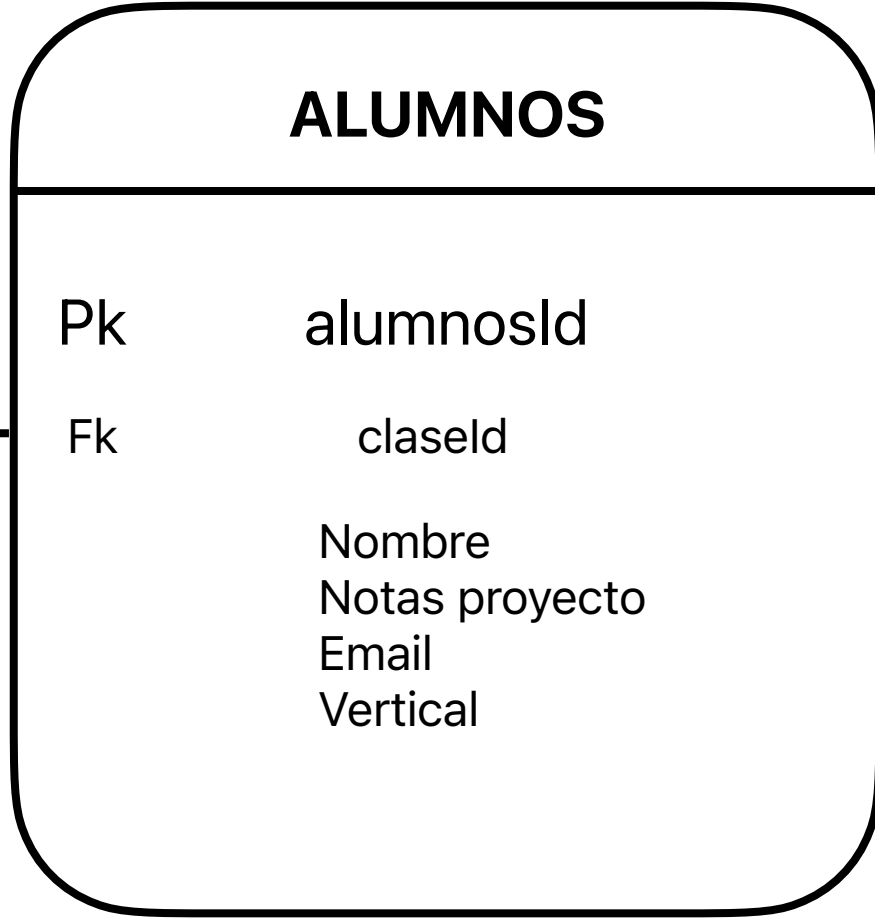 ALUMNOS
Pk alumnosId
Fk claseId
Nombre
Notas proyecto
Email
Vertical